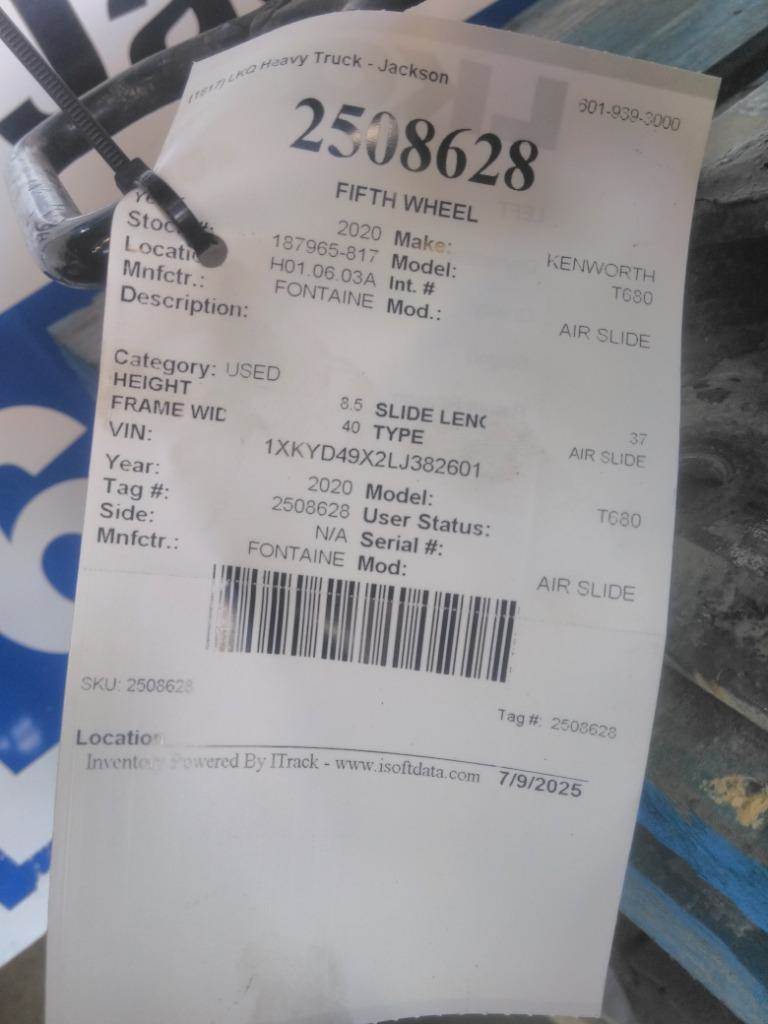 (1617) LKQ Heavy Truck - Jackson 601-939-3000
2508628
FIFTH WHEEL
2020 Make: KENWORTH
187965-817 Model: T680
H01.06.03A Int. #
Mnfctr.: FONTAINE Mod.: AIR SLIDE
Description:
Category: USED
HEIGHT 8.5 SLIDE LENG 37
FRAME WID 40 TYPE AIR SLIDE
VIN: 1XKYD49X2LJ382601
Year: 2020 Model: T680
Tag #: 2508628 User Status:
Side: N/A Serial #:
Mnfctr.: FONTAINE Mod: AIR SLIDE
SKU: 2508628
Tag #: 2508628
Location
Inventory Powered By ITrack - www.isoftdata.com 7/9/2025